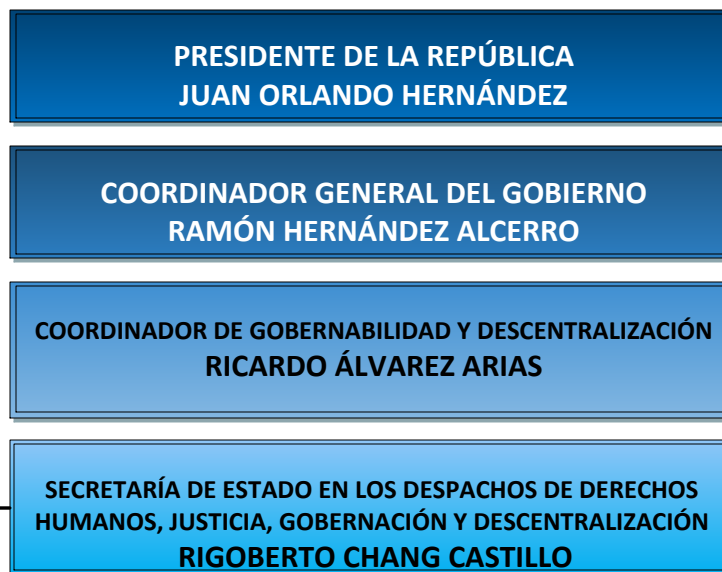 PRESIDENTE DE LA REPÚBLICA
JUAN ORLANDO HERNÁNDEZ
COORDINADOR GENERAL DEL GOBIERNO
RAMÓN HERNÁNDEZ ALCERRO
COORDINADOR DE GOBERNABILIDAD Y DESCENTRALIZACIÓN
RICARDO ÁLVAREZ ARIAS
SECRETARÍA DE ESTADO EN LOS DESPACHOS DE DERECHOS
HUMANOS, JUSTICIA, GOBERNACIÓN Y DESCENTRALIZACIÓN
RIGOBERTO CHANG CASTILLO